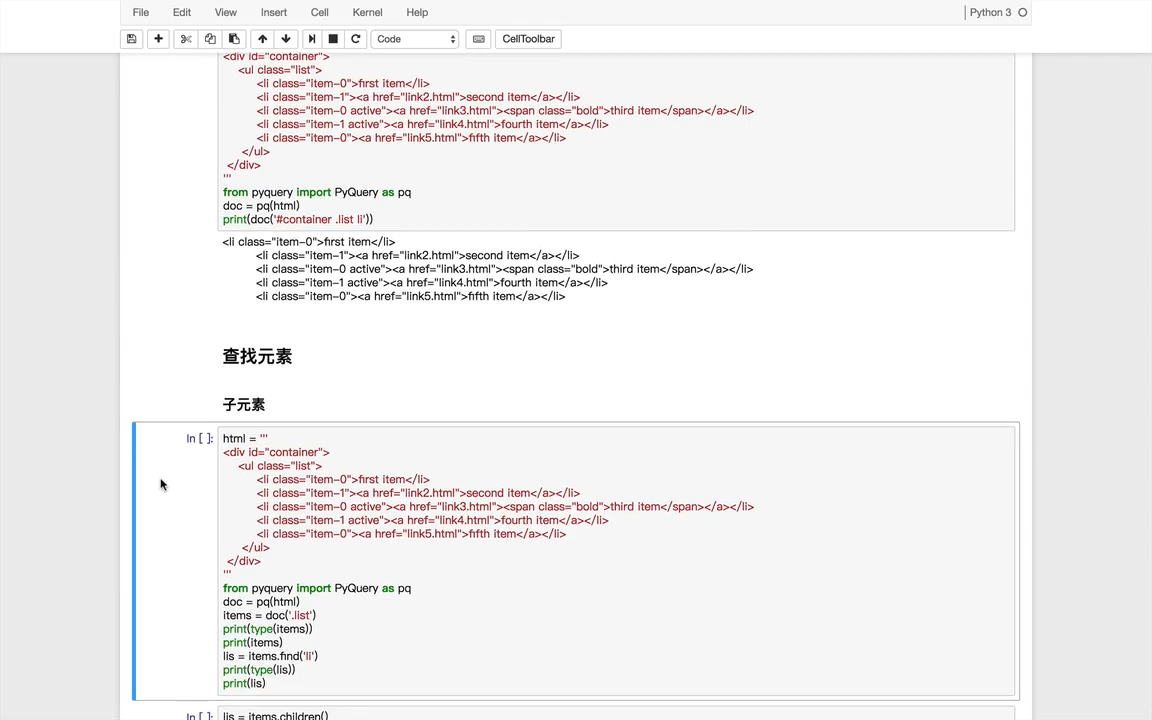 File Edit View Insert Cell Kernel Help Python 3
Code CellToolbar
<div id="container">
<ul class="list">
<li class="item-0">first item</li>
<li class="item-1"><a href="link2.html">second item</a></li>
<li class="item-0 active"><a href="link3.html"><span class="bold">third item</span></a></li>
<li class="item-1 active"><a href="link4.html">fourth item</a></li>
<li class="item-0"><a href="link5.html">fifth item</a></li>
</ul>
</div>
'''
from pyquery import PyQuery as pq
doc = pq(html)
print(doc('#container .list li'))
<li class="item-0">first item</li>
<li class="item-1"><a href="link2.html">second item</a></li>
<li class="item-0 active"><a href="link3.html"><span class="bold">third item</span></a></li>
<li class="item-1 active"><a href="link4.html">fourth item</a></li>
<li class="item-0"><a href="link5.html">fifth item</a></li>
查找元素
子元素
In [ ]: html = '''
<div id="container">
<ul class="list">
<li class="item-0">first item</li>
<li class="item-1"><a href="link2.html">second item</a></li>
<li class="item-0 active"><a href="link3.html"><span class="bold">third item</span></a></li>
<li class="item-1 active"><a href="link4.html">fourth item</a></li>
<li class="item-0"><a href="link5.html">fifth item</a></li>
</ul>
</div>
'''
from pyquery import PyQuery as pq
doc = pq(html)
items = doc('.list')
print(type(items))
print(items)
lis = items.find('li')
print(type(lis))
print(lis)
In [ ]: lis = items.children()